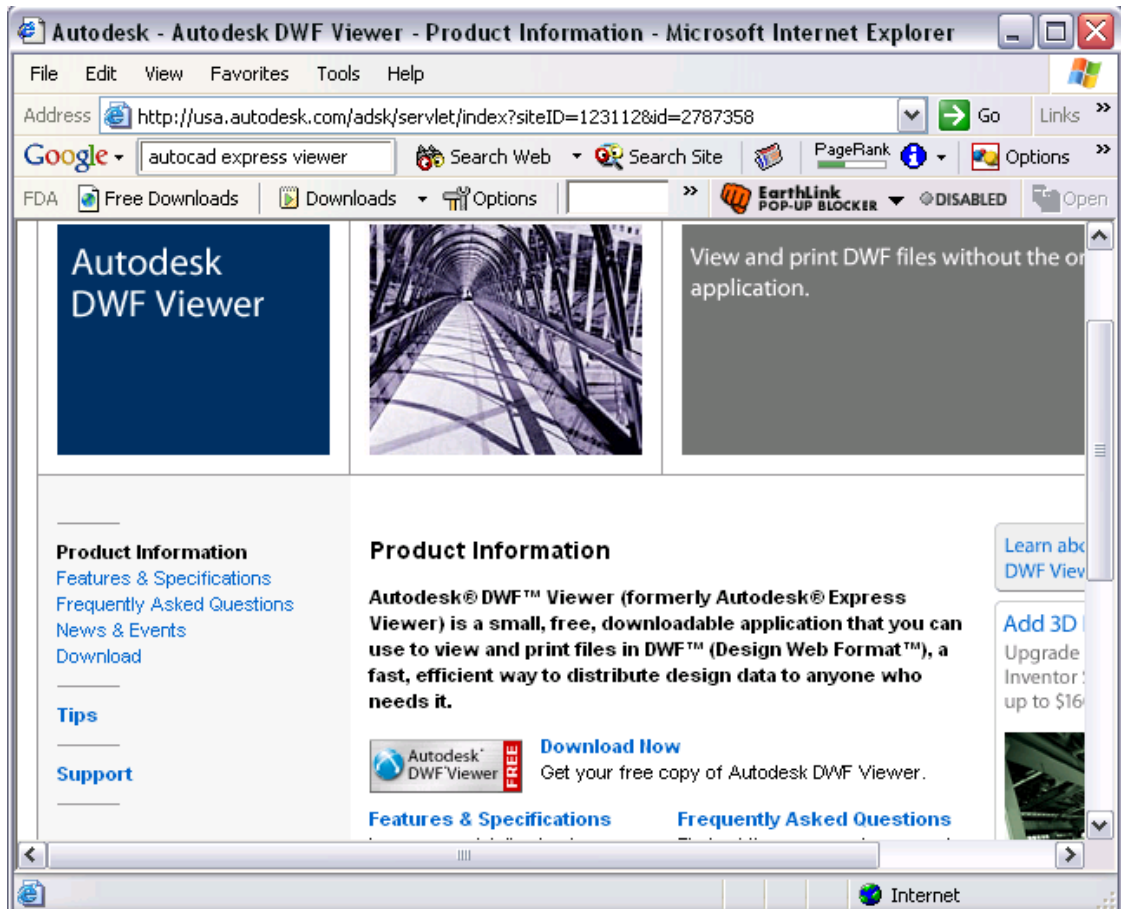 Autodesk - Autodesk DWF Viewer - Product Information - Microsoft Internet Explorer
File Edit View Favorites Tools Help
Address http://usa.autodesk.com/adsk/servlet/index?siteID=123112&id=2787358 Go Links »
Google autocad express viewer Search Web Search Site PageRank Options »
FDA Free Downloads Downloads Options » EarthLink POP-UP BLOCKER DISABLED Open
Autodesk
DWF Viewer
View and print DWF files without the or
application.
Product Information
Features & Specifications
Frequently Asked Questions
News & Events
Download
Tips
Support
Product Information
Autodesk® DWF™ Viewer (formerly Autodesk® Express
Viewer) is a small, free, downloadable application that you can
use to view and print files in DWF™ (Design Web Format™), a
fast, efficient way to distribute design data to anyone who
needs it.
Autodesk DWF Viewer FREE
Download Now
Get your free copy of Autodesk DWF Viewer.
Features & Specifications
Frequently Asked Questions
Learn abo
DWF View
Add 3D
Upgrade
Inventor
up to $16
Internet